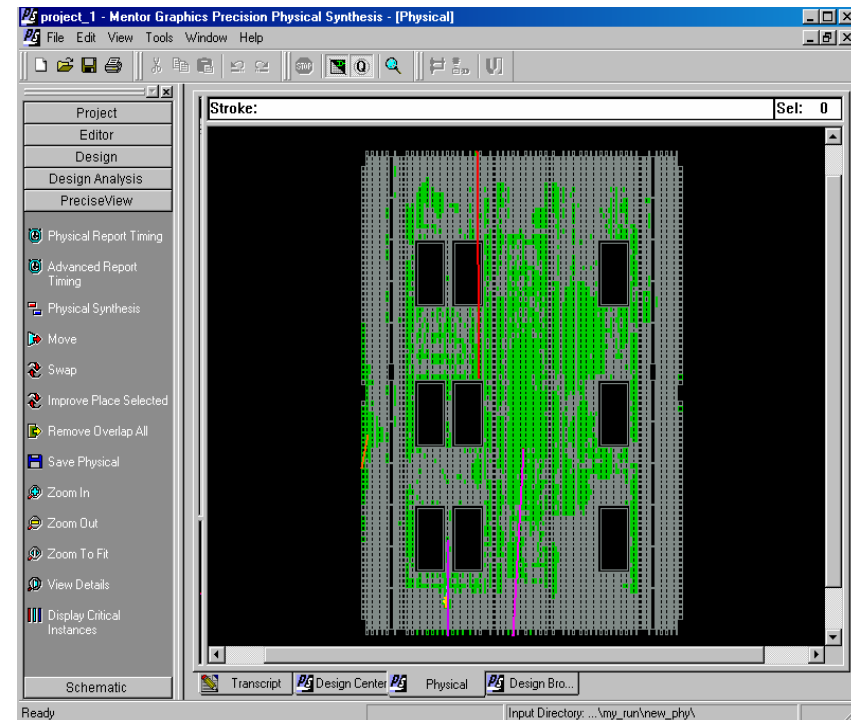 project_1 - Mentor Graphics Precision Physical Synthesis - [Physical]
File Edit View Tools Window Help
Stroke: Sel: 0
Project
Editor
Design
Design Analysis
PreciseView
Physical Report Timing
Advanced Report
Timing
Physical Synthesis
Move
Swap
Improve Place Selected
Remove Overlap All
Save Physical
Zoom In
Zoom Out
Zoom To Fit
View Details
Display Critical
Instances
Schematic
Transcript Design Center Physical Design Bro...
Ready Input Directory: ...\my_run\new_phy\